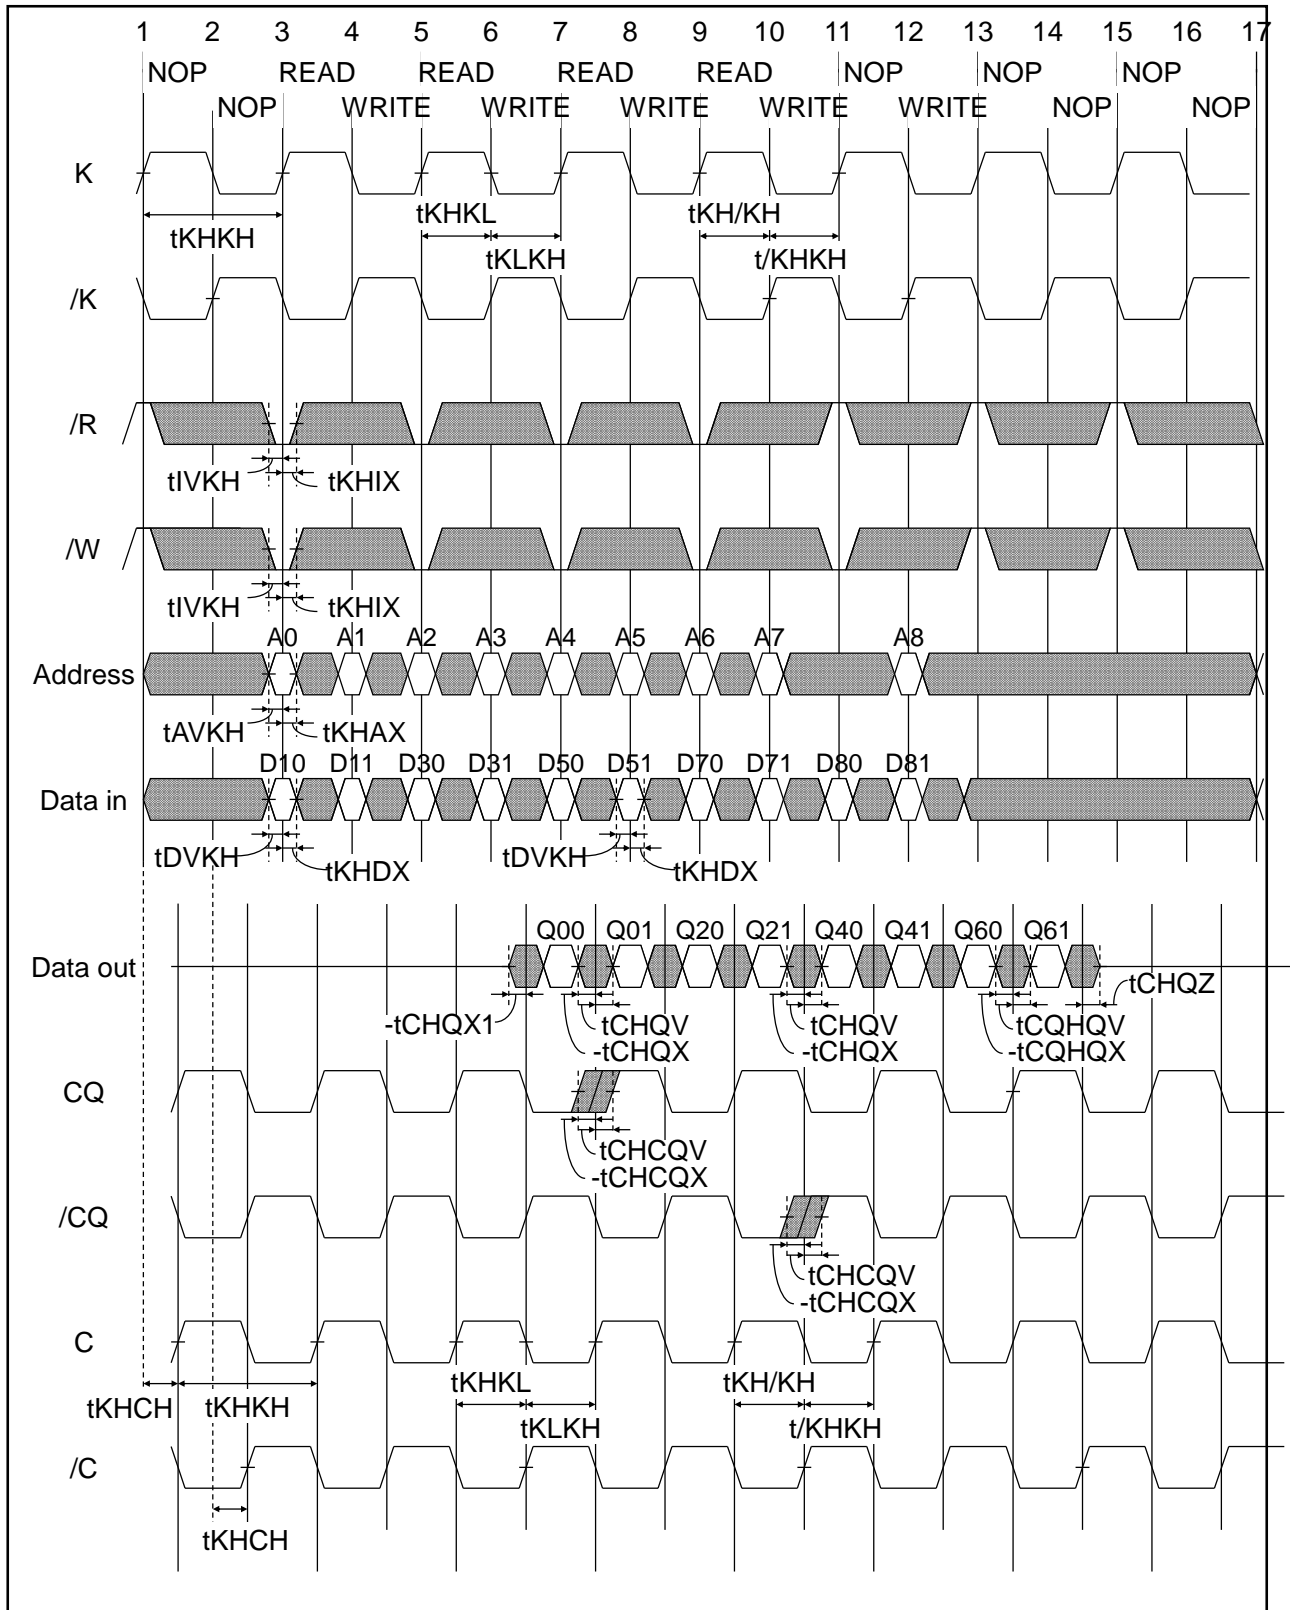 1 2 3 4 5 6 7 8 9 10 11 12 13 14 15 16 17
NOP READ READ READ READ NOP NOP NOP
NOP WRITE WRITE WRITE WRITE WRITE NOP NOP
K
tKHKL tKH/KH
tKHKH tKLKH t/KHKH
/K
/R
tIVKH tKHIX
/W
tIVKH tKHIX
A0 A1 A2 A3 A4 A5 A6 A7 A8
Address
tAVKH tKHAX
D10 D11 D30 D31 D50 D51 D70 D71 D80 D81
Data in
tDVKH tKHDX tDVKH tKHDX
Q00 Q01 Q20 Q21 Q40 Q41 Q60 Q61
Data out
tCHQZ
-tCHQX1 tCHQV tCHQV tCQHQV
-tCHQX -tCHQX -tCQHQX
CQ
tCHCQV
-tCHCQX
/CQ
tCHCQV
-tCHCQX
C
tKHCH tKHKH tKHKL tKH/KH
tKLKH t/KHKH
/C
tKHCH